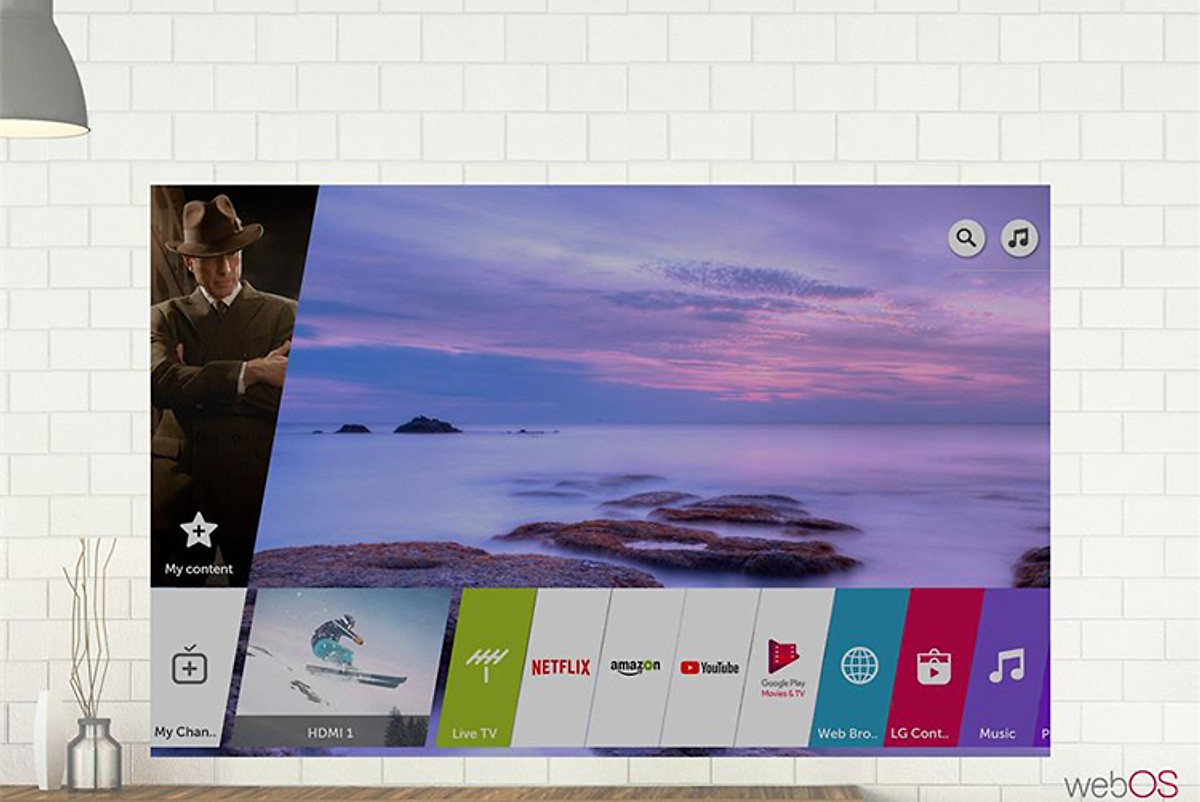 My content
My Chan..
HDMI 1
Live TV
NETFLIX
amazon
YouTube
Google Play
Movies & TV
Web Bro..
LG Cont..
Music
P
webOS